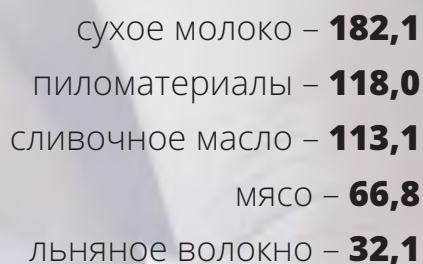 сухое молоко – 182,1
пиломатериалы – 118,0
сливочное масло – 113,1
мясо – 66,8
льняное волокно – 32,1